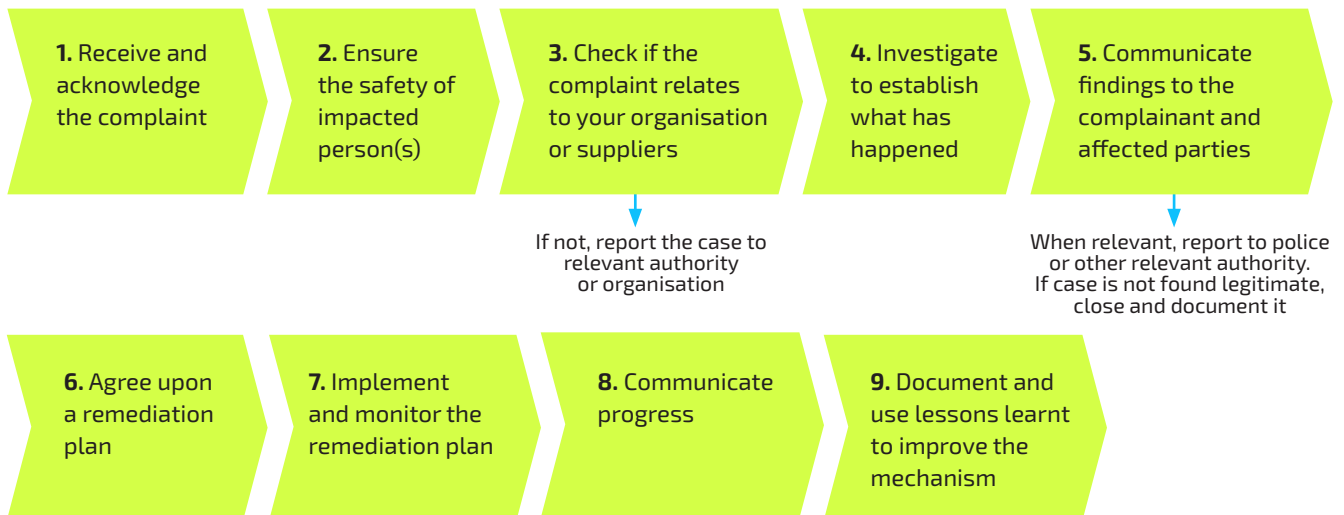 1. Receive and
acknowledge
the complaint
2. Ensure
the safety of
impacted
person(s)
3. Check if the
complaint relates
to your organisation
or suppliers
4. Investigate
to establish
what has
happened
5. Communicate
findings to the
complainant and
affected parties
If not, report the case to
relevant authority
or organisation
When relevant, report to police
or other relevant authority.
If case is not found legitimate,
close and document it
6. Agree upon
a remediation
plan
7. Implement
and monitor the
remediation plan
8. Communicate
progress
9. Document and
use lessons learnt
to improve the
mechanism